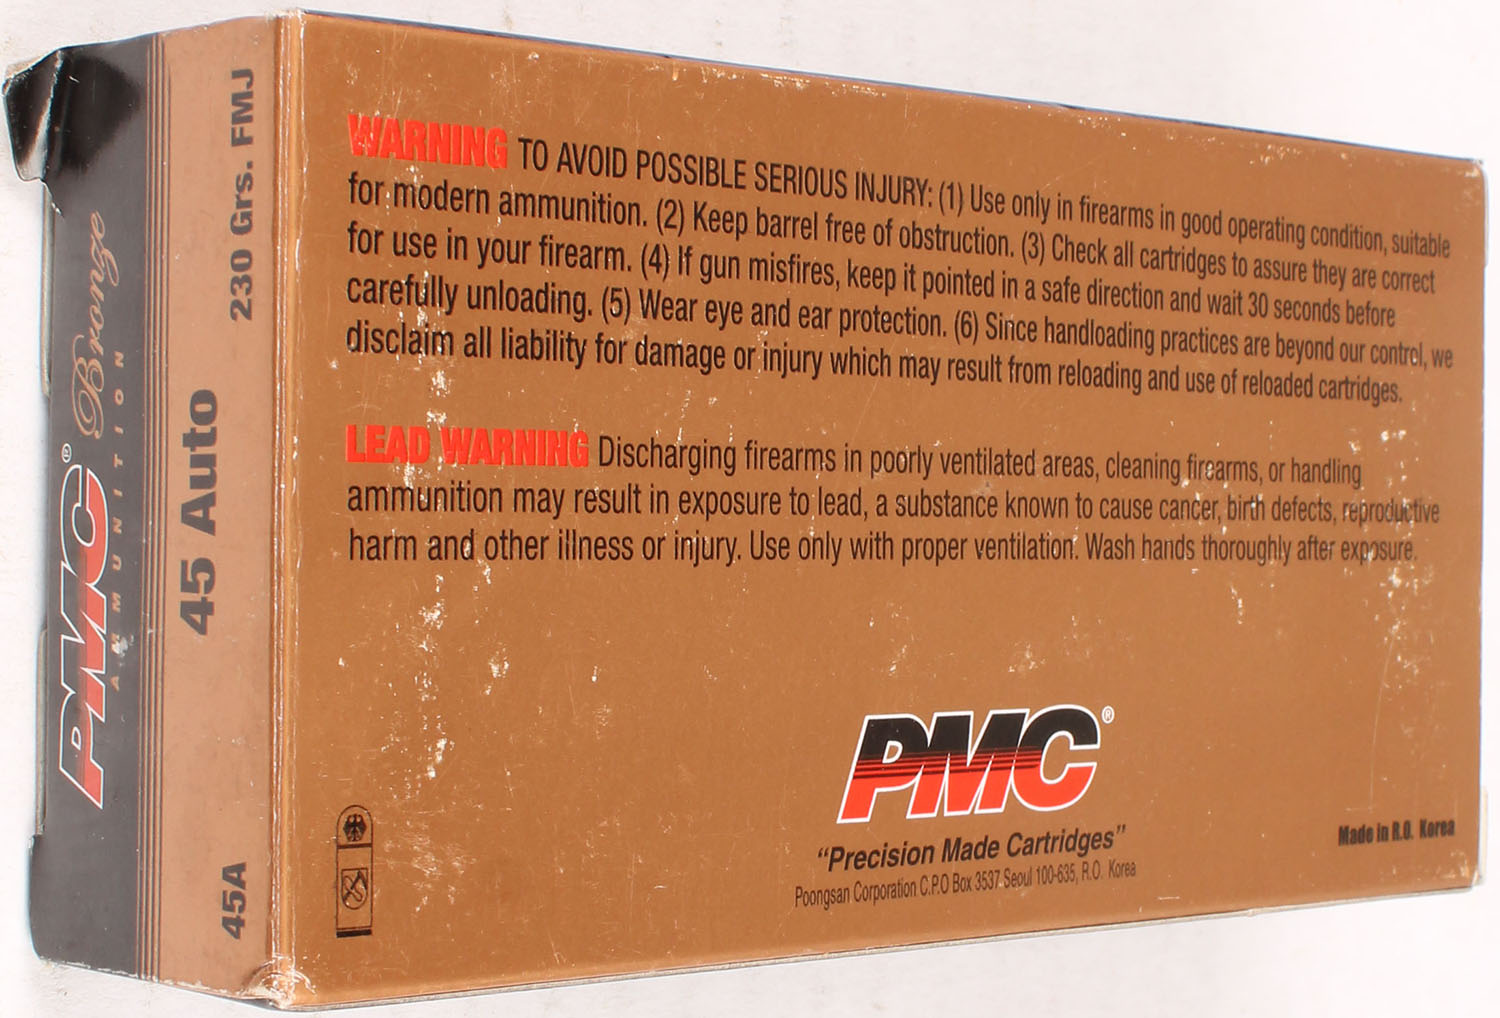 WARNING TO AVOID POSSIBLE SERIOUS INJURY: (1) Use only in firearms in good operating condition, suitable
for modern ammunition. (2) Keep barrel free of obstruction. (3) Check all cartridges to assure they are correct
for use in your firearm. (4) If gun misfires, keep it pointed in a safe direction and wait 30 seconds before
carefully unloading. (5) Wear eye and ear protection. (6) Since handloading practices are beyond our control, we
disclaim all liability for damage or injury which may result from reloading and use of reloaded cartridges.
LEAD WARNING Discharging firearms in poorly ventilated areas, cleaning firearms, or handling
ammunition may result in exposure to lead, a substance known to cause cancer, birth defects, reproductive
harm and other illness or injury. Use only with proper ventilation. Wash hands thoroughly after exposure.
PMC®
"Precision Made Cartridges"
Poongsan Corporation C.P.O Box 3537 Seoul 100-635, R.O. Korea
Made in R.O. Korea
PMC® Bronze
AMMUNITION
45A 45 Auto 230 Grs. FMJ